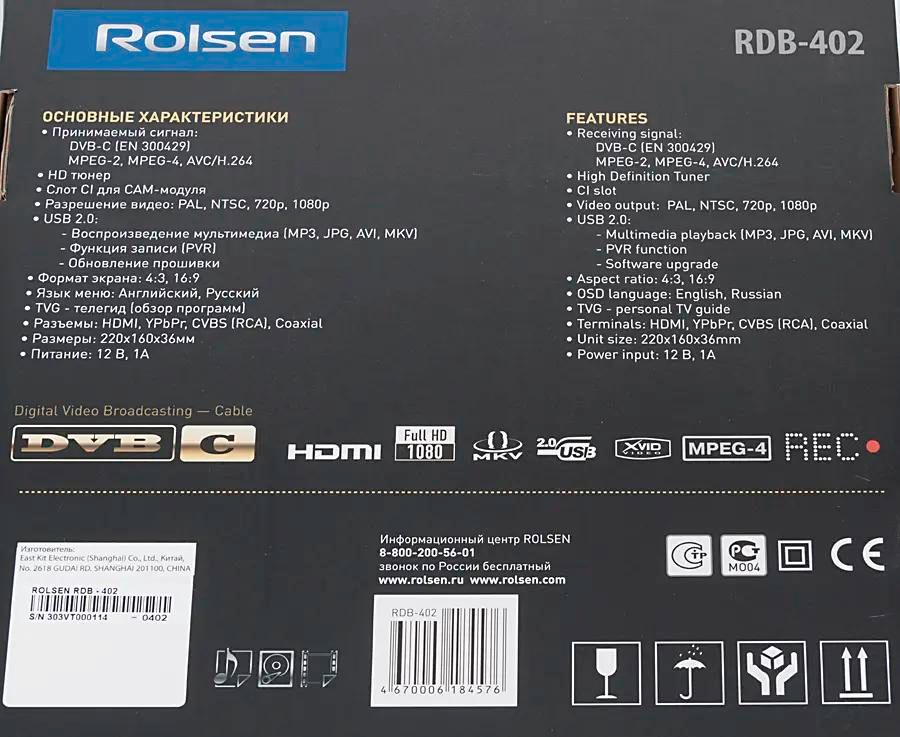 Rolsen
RDB-402
ОСНОВНЫЕ ХАРАКТЕРИСТИКИ
• Принимаемый сигнал:
DVB-C (EN 300429)
MPEG-2, MPEG-4, AVC/H.264
• HD тюнер
• Слот CI для CAM-модуля
• Разрешение видео: PAL, NTSC, 720p, 1080p
• USB 2.0:
- Воспроизведение мультимедиа (MP3, JPG, AVI, MKV)
- Функция записи (PVR)
- Обновление прошивки
• Формат экрана: 4:3, 16:9
• Язык меню: Английский, Русский
• TVG - телегид (обзор программ)
• Разъемы: HDMI, YPbPr, CVBS (RCA), Coaxial
• Размеры: 220x160x36мм
• Питание: 12 В, 1А
FEATURES
• Receiving signal:
DVB-C (EN 300429)
MPEG-2, MPEG-4, AVC/H.264
• High Definition Tuner
• CI slot
• Video output: PAL, NTSC, 720p, 1080p
• USB 2.0:
- Multimedia playback (MP3, JPG, AVI, MKV)
- PVR function
- Software upgrade
• Aspect ratio: 4:3, 16:9
• OSD language: English, Russian
• TVG - personal TV guide
• Terminals: HDMI, YPbPr, CVBS (RCA), Coaxial
• Unit size: 220x160x36mm
• Power input: 12 B, 1A
Digital Video Broadcasting — Cable
DVB C
HDMI
Full HD
1080
MKV
2.0 USB
XVID
VIDEO
MPEG-4
REC
Изготовитель:
East Kit Electronic (Shanghai) Co., Ltd., Китай,
No. 2618 GUDAI RD, SHANGHAI 201100, CHINA
ROLSEN RDB - 402
S/N 303VT000114 - 0402
Информационный центр ROLSEN
8-800-200-56-01
звонок по России бесплатный
www.rolsen.ru www.rolsen.com
RDB-402
4 670006 184576
ТР
РСТ
МО04
CE